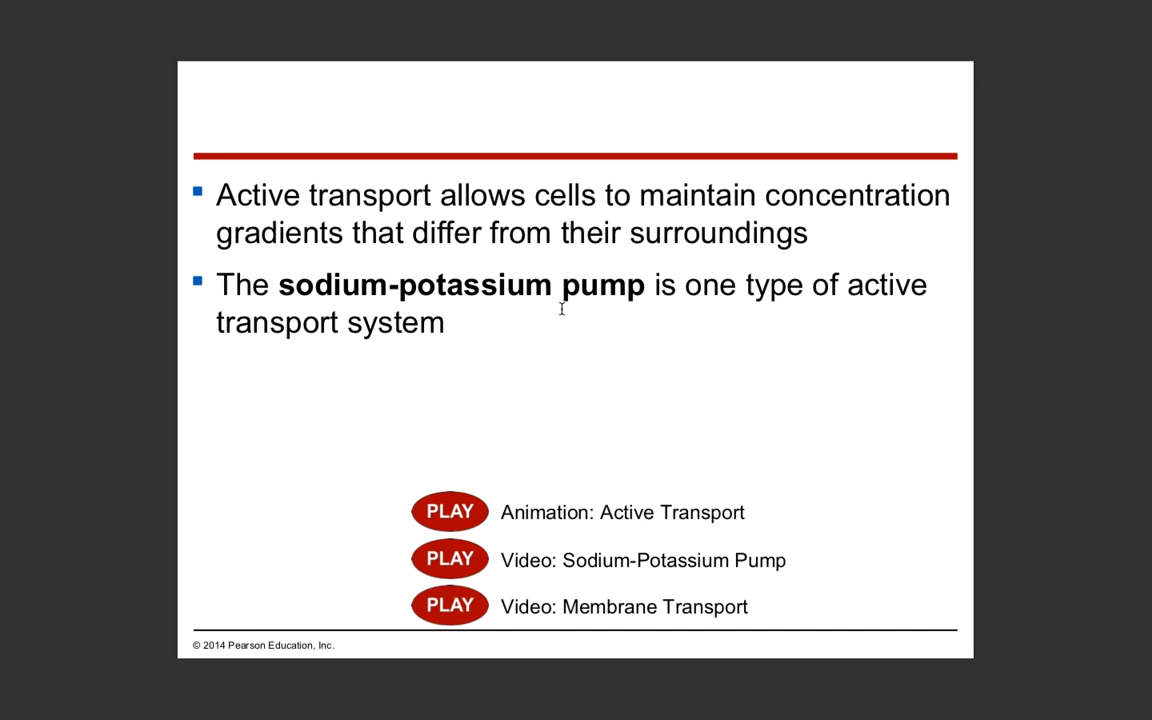 Active transport allows cells to maintain concentration
gradients that differ from their surroundings
The sodium-potassium pump is one type of active
transport system
PLAY Animation: Active Transport
PLAY Video: Sodium-Potassium Pump
PLAY Video: Membrane Transport
© 2014 Pearson Education, Inc.